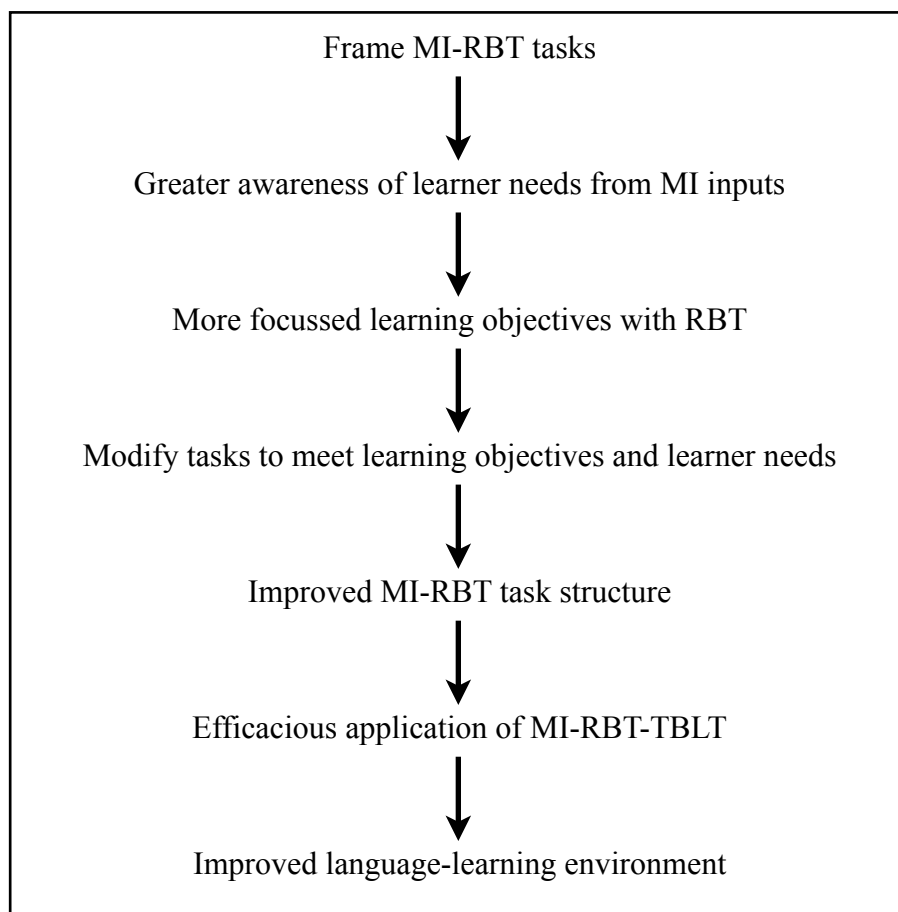 Frame MI-RBT tasks
Greater awareness of learner needs from MI inputs
More focussed learning objectives with RBT
Modify tasks to meet learning objectives and learner needs
Improved MI-RBT task structure
Efficacious application of MI-RBT-TBLT
Improved language-learning environment